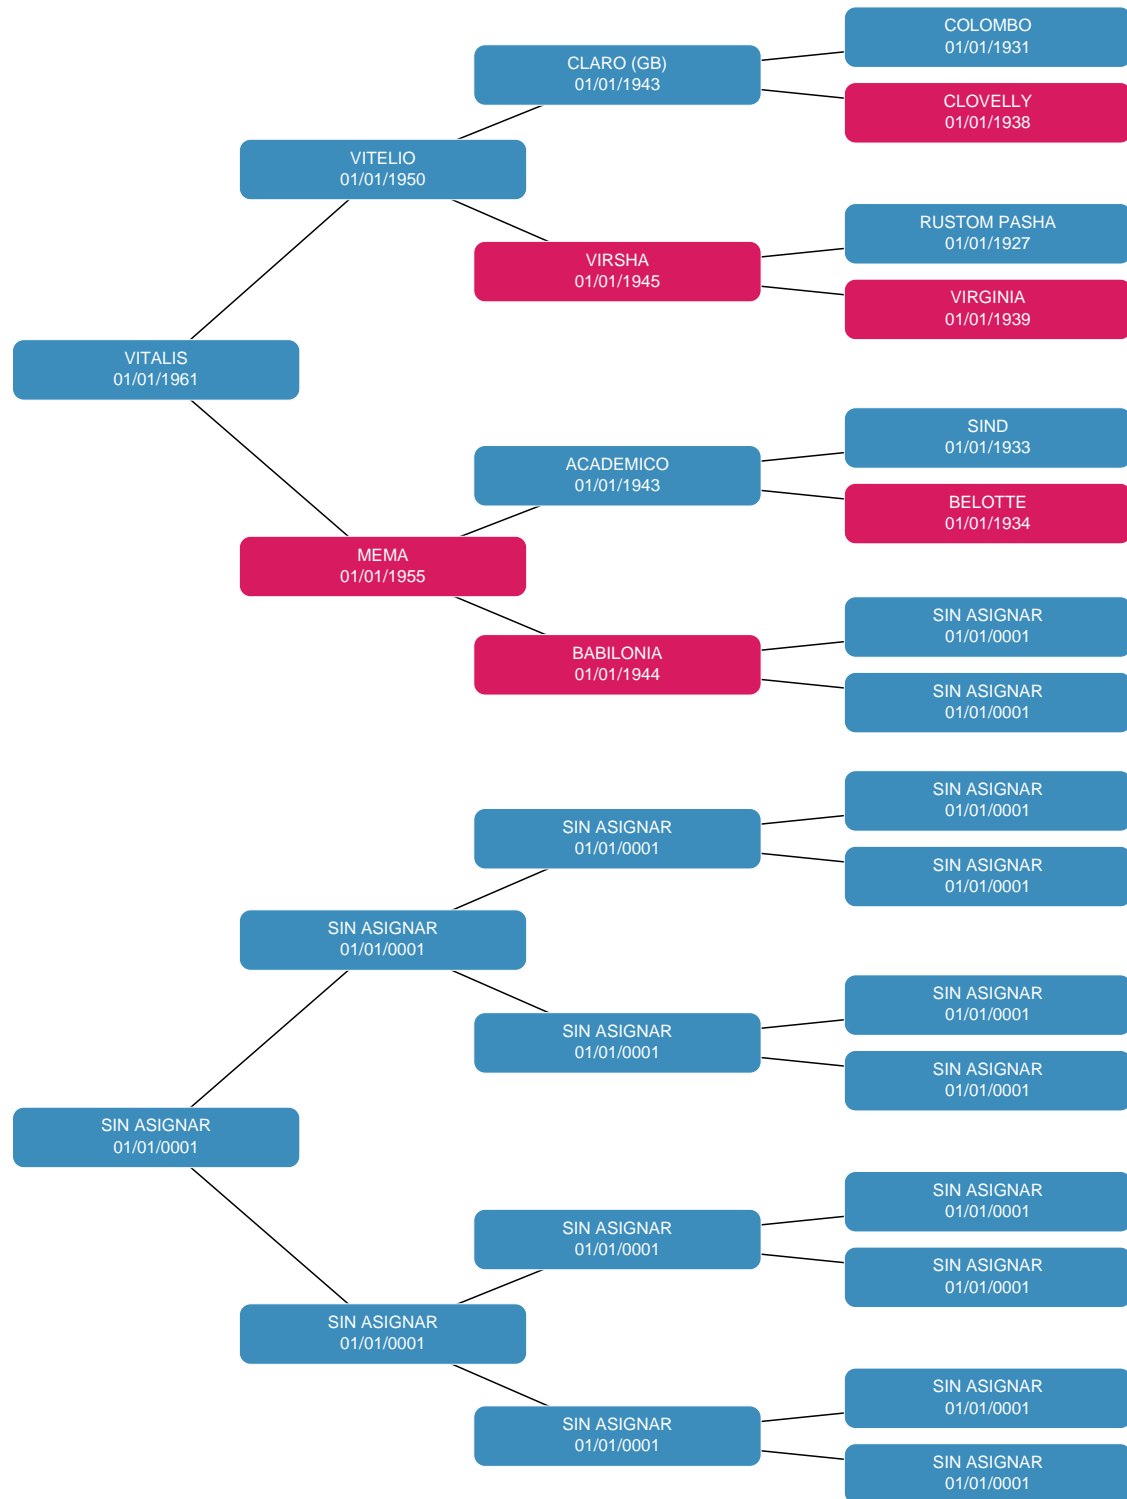 COLOMBO
01/01/1931
CLARO (GB)
01/01/1943
CLOVELLY
01/01/1938
VITELIO
01/01/1950
RUSTOM PASHA
01/01/1927
VIRSHA
01/01/1945
VIRGINIA
01/01/1939
VITALIS
01/01/1961
SIND
01/01/1933
ACADEMICO
01/01/1943
BELOTTE
01/01/1934
MEMA
01/01/1955
SIN ASIGNAR
01/01/0001
BABILONIA
01/01/1944
SIN ASIGNAR
01/01/0001
SIN ASIGNAR
01/01/0001
SIN ASIGNAR
01/01/0001
SIN ASIGNAR
01/01/0001
SIN ASIGNAR
01/01/0001
SIN ASIGNAR
01/01/0001
SIN ASIGNAR
01/01/0001
SIN ASIGNAR
01/01/0001
SIN ASIGNAR
01/01/0001
SIN ASIGNAR
01/01/0001
SIN ASIGNAR
01/01/0001
SIN ASIGNAR
01/01/0001
SIN ASIGNAR
01/01/0001
SIN ASIGNAR
01/01/0001
SIN ASIGNAR
01/01/0001
SIN ASIGNAR
01/01/0001